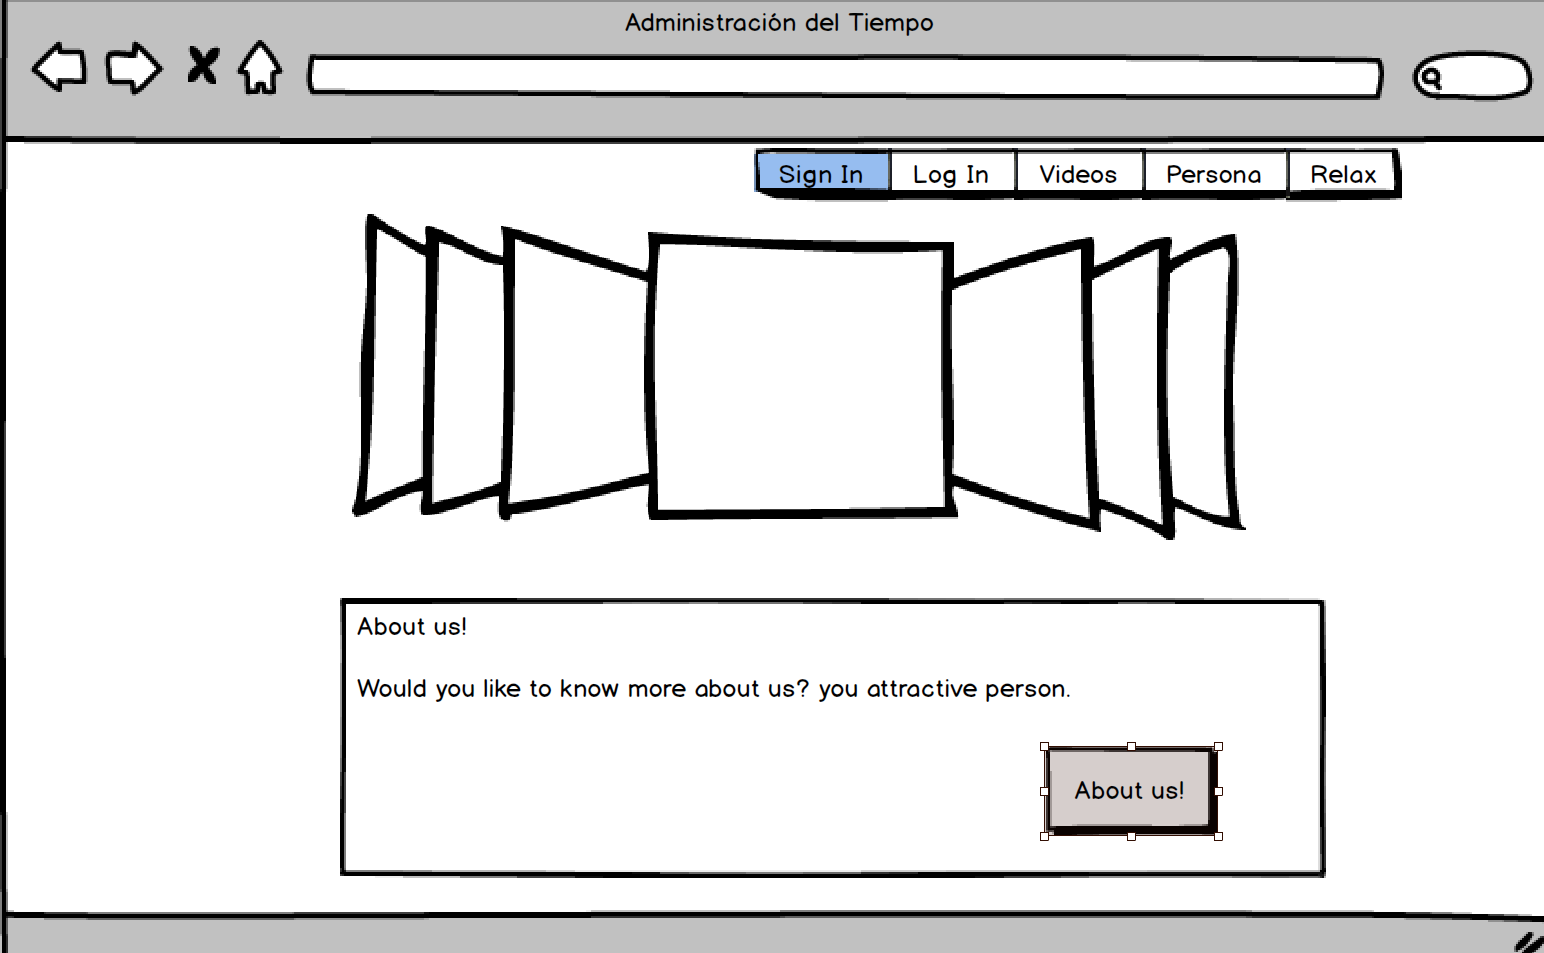 Administración del Tiempo
Sign In Log In Videos Persona Relax
About us!
Would you like to know more about us? you attractive person.
About us!